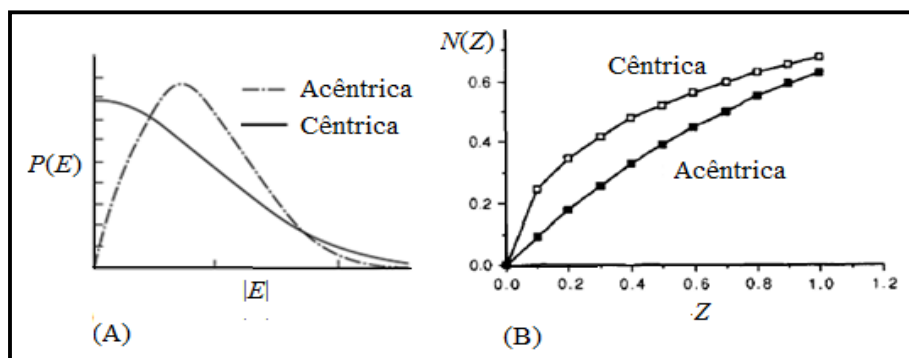 Acêntrica
Cêntrica
P(E)
|E|
(A)
N(Z)
0.6
0.4
0.2
0.0
Cêntrica
Acêntrica
0.0 0.2 0.4 0.6 0.8 1.0 1.2
Z
(B)